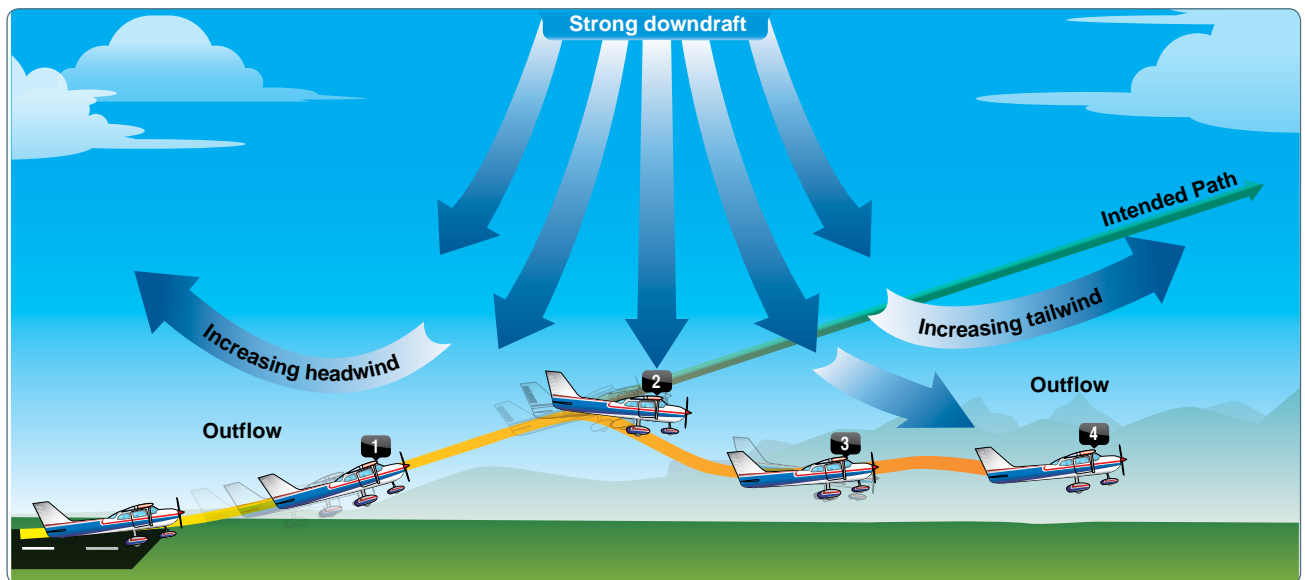 Strong downdraft
Intended Path
Increasing headwind
Increasing tailwind
Outflow
Outflow
1
2
3
4